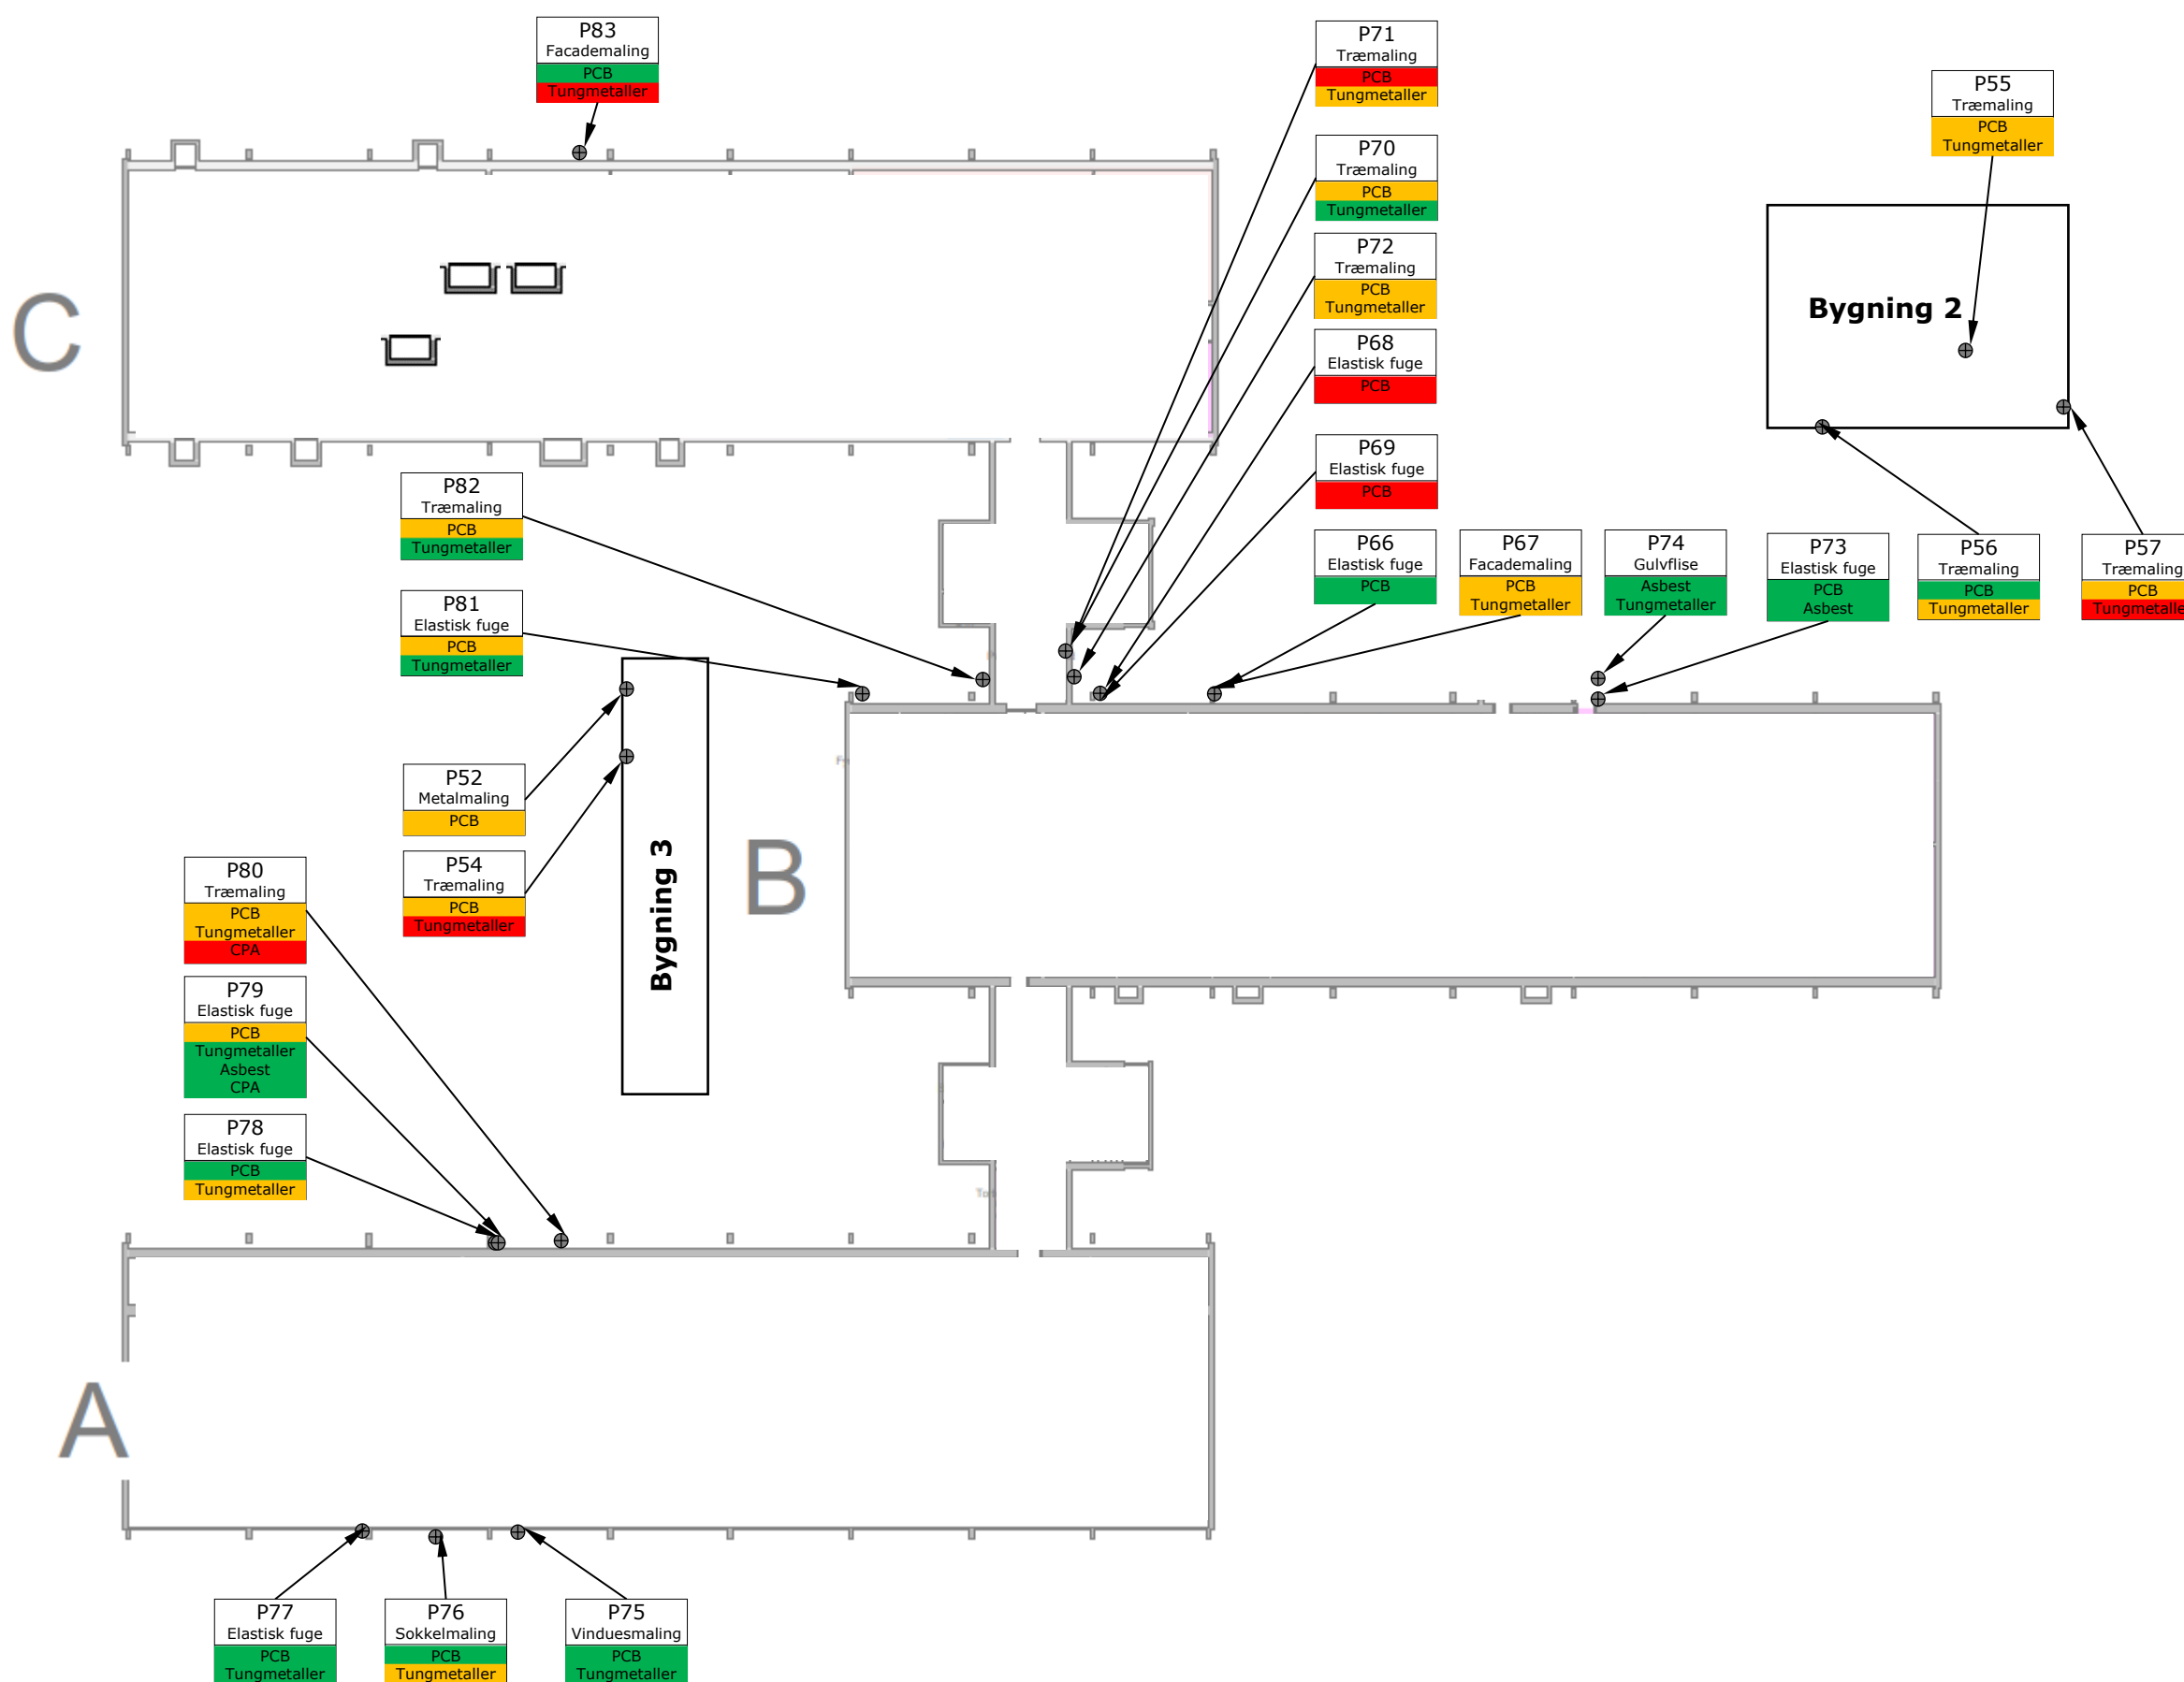 P83
Facademaling
PCB
Tungmetaller
P71
Træmaling
PCB
Tungmetaller
P55
Træmaling
PCB
Tungmetaller
P70
Træmaling
PCB
Tungmetaller
P72
Træmaling
PCB
Tungmetaller
C
Bygning 2
P68
Elastisk fuge
PCB
P69
Elastisk fuge
PCB
P82
Træmaling
PCB
Tungmetaller
P66
Elastisk fuge
PCB
P67
Facademaling
PCB
Tungmetaller
P74
Gulvflise
Asbest
Tungmetaller
P73
Elastisk fuge
PCB
Asbest
P56
Træmaling
PCB
Tungmetaller
P57
Træmaling
PCB
Tungmetalle
P81
Elastisk fuge
PCB
Tungmetaller
P52
Metalmaling
PCB
P54
Træmaling
PCB
Tungmetaller
Bygning 3
B
P80
Træmaling
PCB
Tungmetaller
CPA
P79
Elastisk fuge
PCB
Tungmetaller
Asbest
CPA
P78
Elastisk fuge
PCB
Tungmetaller
A
P77
Elastisk fuge
PCB
Tungmetaller
P76
Sokkelmaling
PCB
Tungmetaller
P75
Vinduesmaling
PCB
Tungmetaller